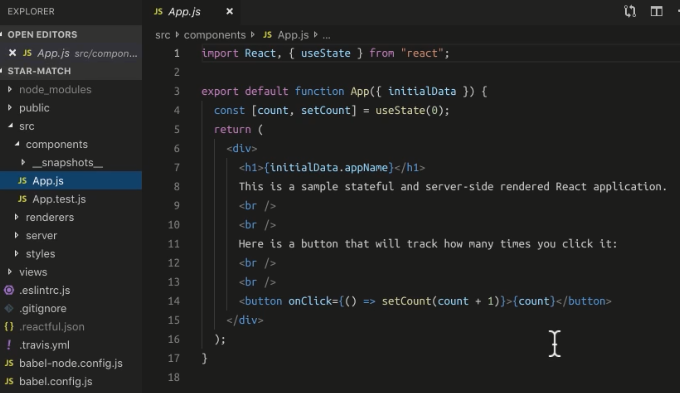 EXPLORER
OPEN EDITORS
× JS App.js src/compon...
STAR-MATCH
node_modules
public
src
components
__snapshots__
JS App.js
JS App.test.js
renderers
server
styles
views
.eslintrc.js
.gitignore
{ } .reactful.json
! .travis.yml
JS babel-node.config.js
JS babel.config.js
JS App.js ×
src ▸ components ▸ JS App.js ▸ ...
1 import React, { useState } from "react";
2
3 export default function App({ initialData }) {
4 const [count, setCount] = useState(0);
5 return (
6 <div>
7 <h1>{initialData.appName}</h1>
8 This is a sample stateful and server-side rendered React application.
9 <br />
10 <br />
11 Here is a button that will track how many times you click it:
12 <br />
13 <br />
14 <button onClick={() => setCount(count + 1)}>{count}</button>
15 </div>
16 );
17 }
18